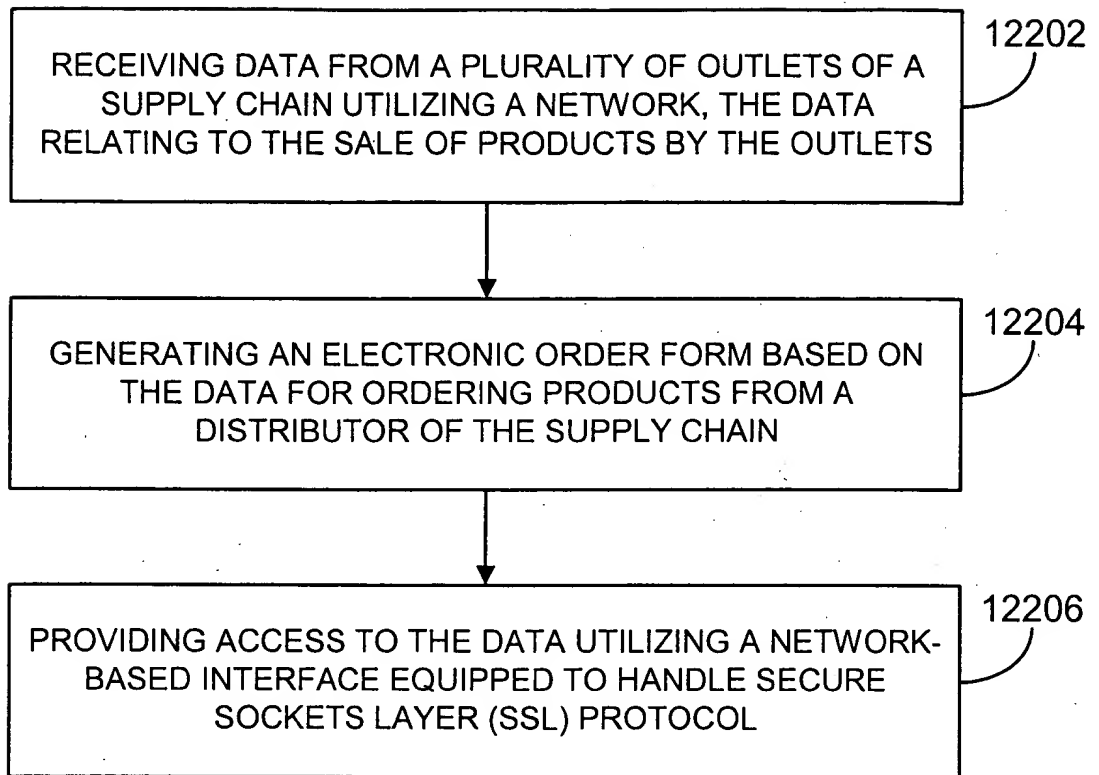 12202
RECEIVING DATA FROM A PLURALITY OF OUTLETS OF A
SUPPLY CHAIN UTILIZING A NETWORK, THE DATA
RELATING TO THE SALE OF PRODUCTS BY THE OUTLETS
12204
GENERATING AN ELECTRONIC ORDER FORM BASED ON
THE DATA FOR ORDERING PRODUCTS FROM A
DISTRIBUTOR OF THE SUPPLY CHAIN
12206
PROVIDING ACCESS TO THE DATA UTILIZING A NETWORK-
BASED INTERFACE EQUIPPED TO HANDLE SECURE
SOCKETS LAYER (SSL) PROTOCOL